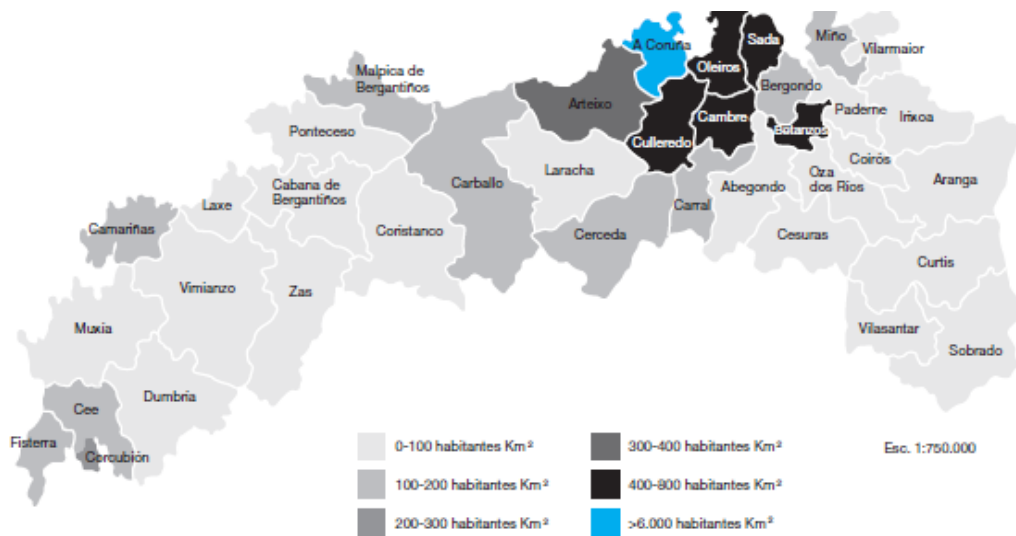 Sada
A Coruña
Miño
Vilarmaior
Oleiros
Malpica de
Bergantiños
Bergondo
Arteixo
Paderne
Irixoa
Cambre
Ponteceso
Betanzos
Culleredo
Coirós
Laracha
Cabana de
Bergantiños
Carballo
Oza
dos Rios
Aranga
Abegondo
Laxe
Carral
Camariñas
Coristanco
Cerceda
Cesuras
Curtis
Vimianzo
Zas
Muxia
Vilasantar
Sobrado
Dumbria
Cee
Fisterra
Corcubión
0-100 habitantes Km²
100-200 habitantes Km²
200-300 habitantes Km²
300-400 habitantes Km²
400-800 habitantes Km²
>6.000 habitantes Km²
Esc. 1:750.000